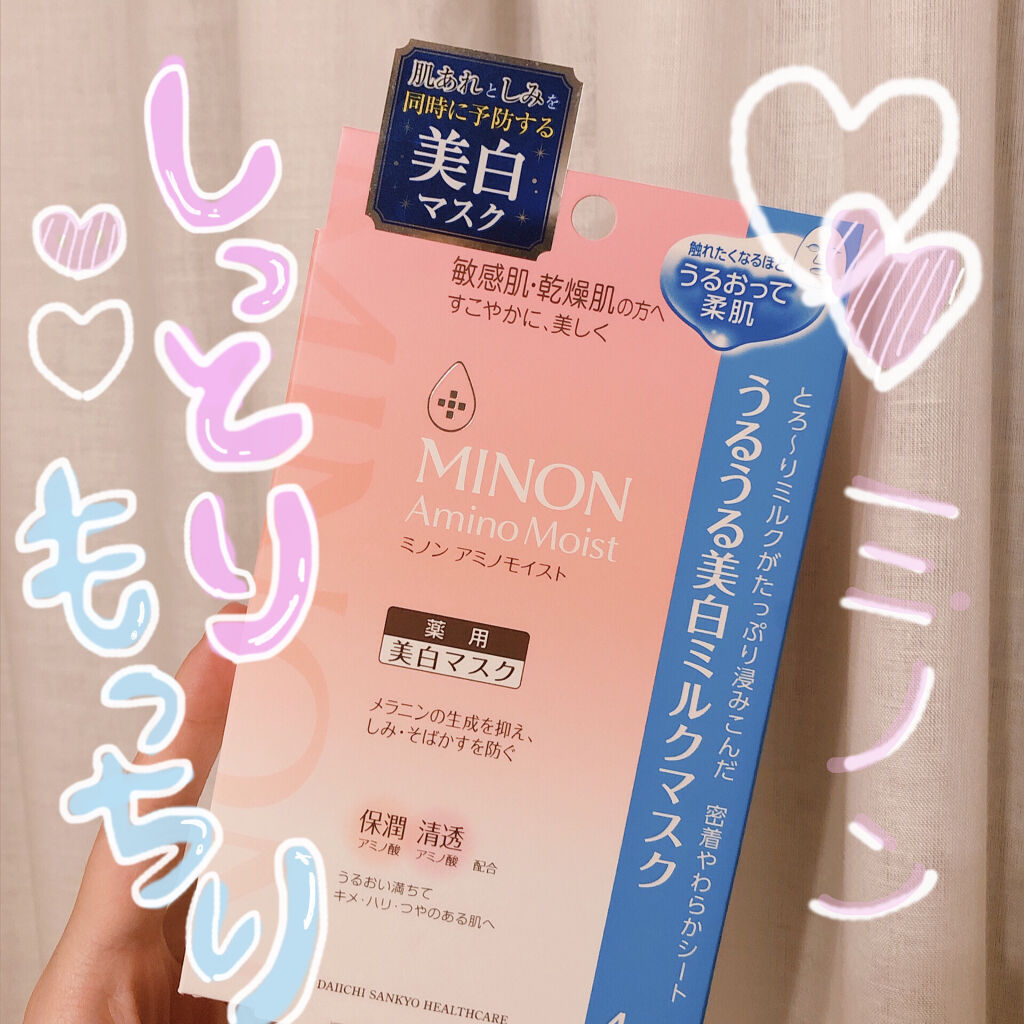 しっとり
もっちり
ミノン
肌あれとしみを
同時に予防する
美白
マスク
敏感肌・乾燥肌の方へ
すこやかに、美しく
触れたくなるほど
うるおって
柔肌
MINON
Amino Moist
ミノン アミノモイスト
薬用
美白マスク
メラニンの生成を抑え、
しみ・そばかすを防ぐ
保潤 清透
アミノ酸 アミノ酸 配合
うるおい満ちて
キメ・ハリ・つやのある肌へ
DAIICHI SANKYO HEALTHCARE
とろ〜りミルクがたっぷり浸みこんだ 密着やわらかシート
うるうる美白ミルクマスク
MINON